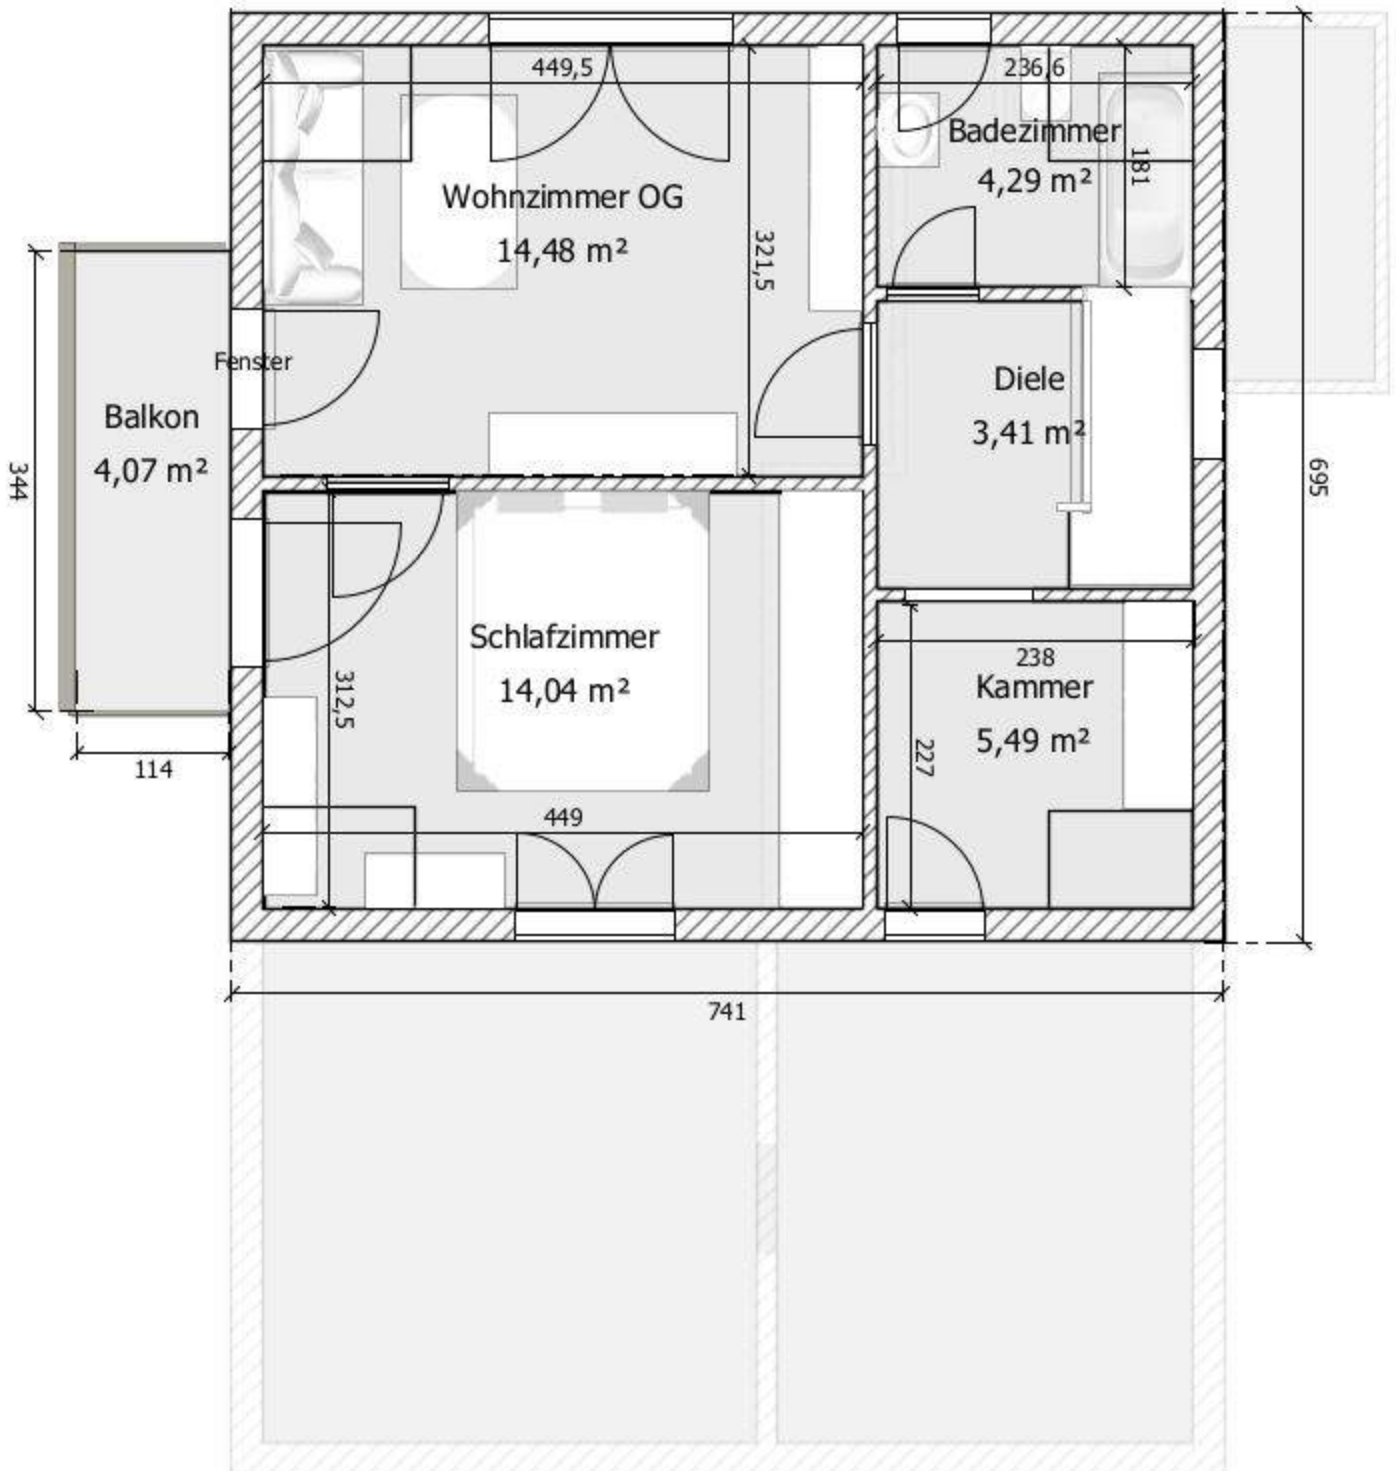 449,5
236,6
Badezimmer
4,29 m²
181
Wohnzimmer OG
14,48 m²
321,5
Fenster
Diele
3,41 m²
Balkon
4,07 m²
344
695
Schlafzimmer
14,04 m²
312,5
238
Kammer
5,49 m²
227
114
449
741